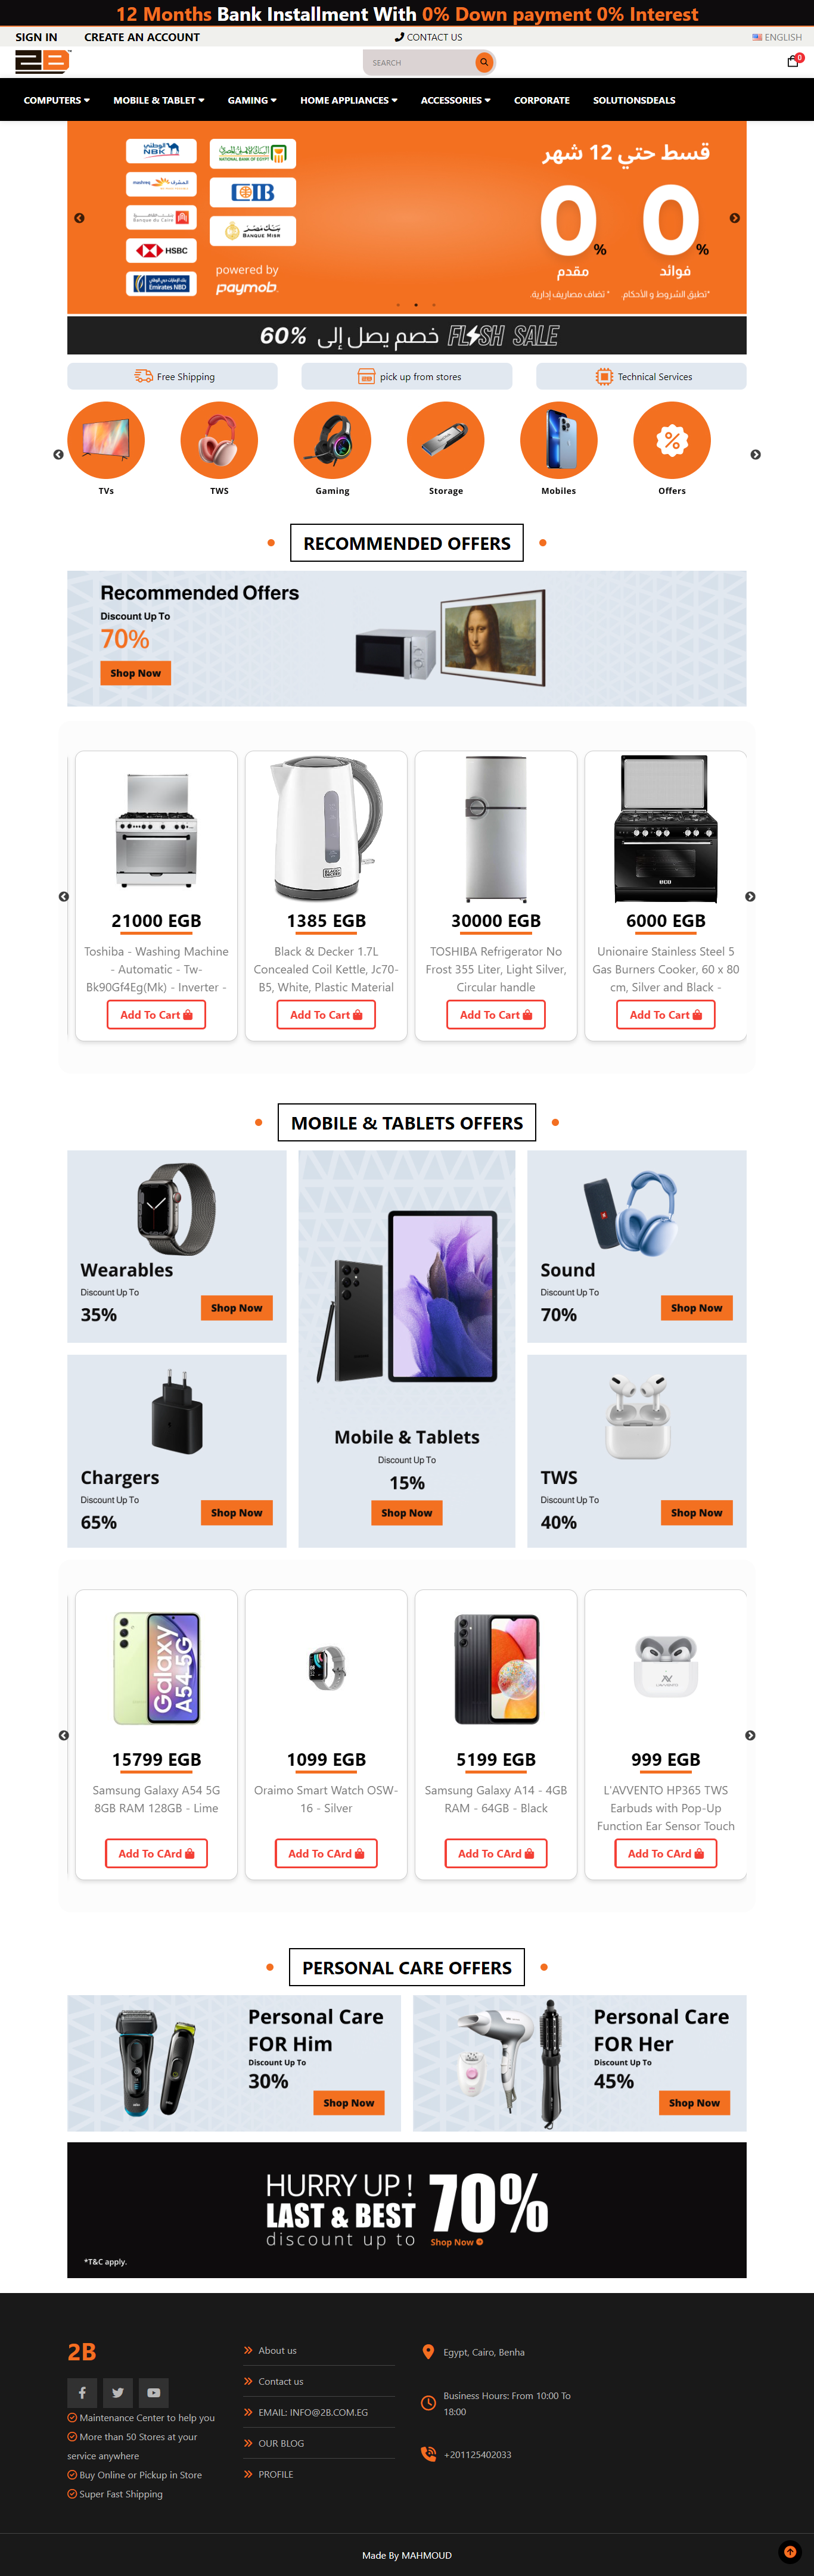 12 Months Bank Installment With 0% Down payment 0% Interest
SIGN IN CREATE AN ACCOUNT CONTACT US ENGLISH
2B
SEARCH
0
COMPUTERS MOBILE & TABLET GAMING HOME APPLIANCES ACCESSORIES CORPORATE SOLUTIONSDEALS
الوطني
NBK
NATIONAL BANK OF EGYPT
قسط حتي 12 شهر
mashreq المشرق
CIB
Banque du Caire
بنك مصر
BANQUE MISR
0% 0%
HSBC
Emirates NBD
powered by
paymob
مقدم فوائد
* تضاف مصاريف إدارية. *تطبق الشروط و الأحكام.
60% خصم يصل إلى FLASH SALE
Free Shipping
pick up from stores
Technical Services
TVs TWS Gaming Storage Mobiles Offers
RECOMMENDED OFFERS
Recommended Offers
Discount Up To
70%
Shop Now
BLACK+DECKER
21000 EGB
Toshiba - Washing Machine
- Automatic - Tw-
Bk90Gf4Eg(Mk) - Inverter -
Add To Cart
1385 EGB
Black & Decker 1.7L
Concealed Coil Kettle, Jc70-
B5, White, Plastic Material
Add To Cart
30000 EGB
TOSHIBA Refrigerator No
Frost 355 Liter, Light Silver,
Circular handle
Add To Cart
6000 EGB
Unionaire Stainless Steel 5
Gas Burners Cooker, 60 x 80
cm, Silver and Black -
Add To Cart
MOBILE & TABLETS OFFERS
Wearables
Discount Up To
35%
Shop Now
Sound
Discount Up To
70%
Shop Now
Mobile & Tablets
Discount Up To
15%
Shop Now
Chargers
Discount Up To
65%
Shop Now
TWS
Discount Up To
40%
Shop Now
Galaxy
A54 5G
15799 EGB
Samsung Galaxy A54 5G
8GB RAM 128GB - Lime
Add To CArd
1099 EGB
Oraimo Smart Watch OSW-
16 - Silver
Add To CArd
5199 EGB
Samsung Galaxy A14 - 4GB
RAM - 64GB - Black
Add To CArd
999 EGB
L'AVVENTO HP365 TWS
Earbuds with Pop-Up
Function Ear Sensor Touch
Add To CArd
PERSONAL CARE OFFERS
Personal Care
FOR Him
Discount Up To
30%
Shop Now
Personal Care
FOR Her
Discount Up To
45%
Shop Now
HURRY UP !
LAST & BEST
discount up to
70%
Shop Now
*T&C apply.
2B
Maintenance Center to help you
More than 50 Stores at your
service anywhere
Buy Online or Pickup in Store
Super Fast Shipping
About us
Contact us
EMAIL: INFO@2B.COM.EG
OUR BLOG
PROFILE
Egypt, Cairo, Benha
Business Hours: From 10:00 To
18:00
+201125402033
Made By MAHMOUD